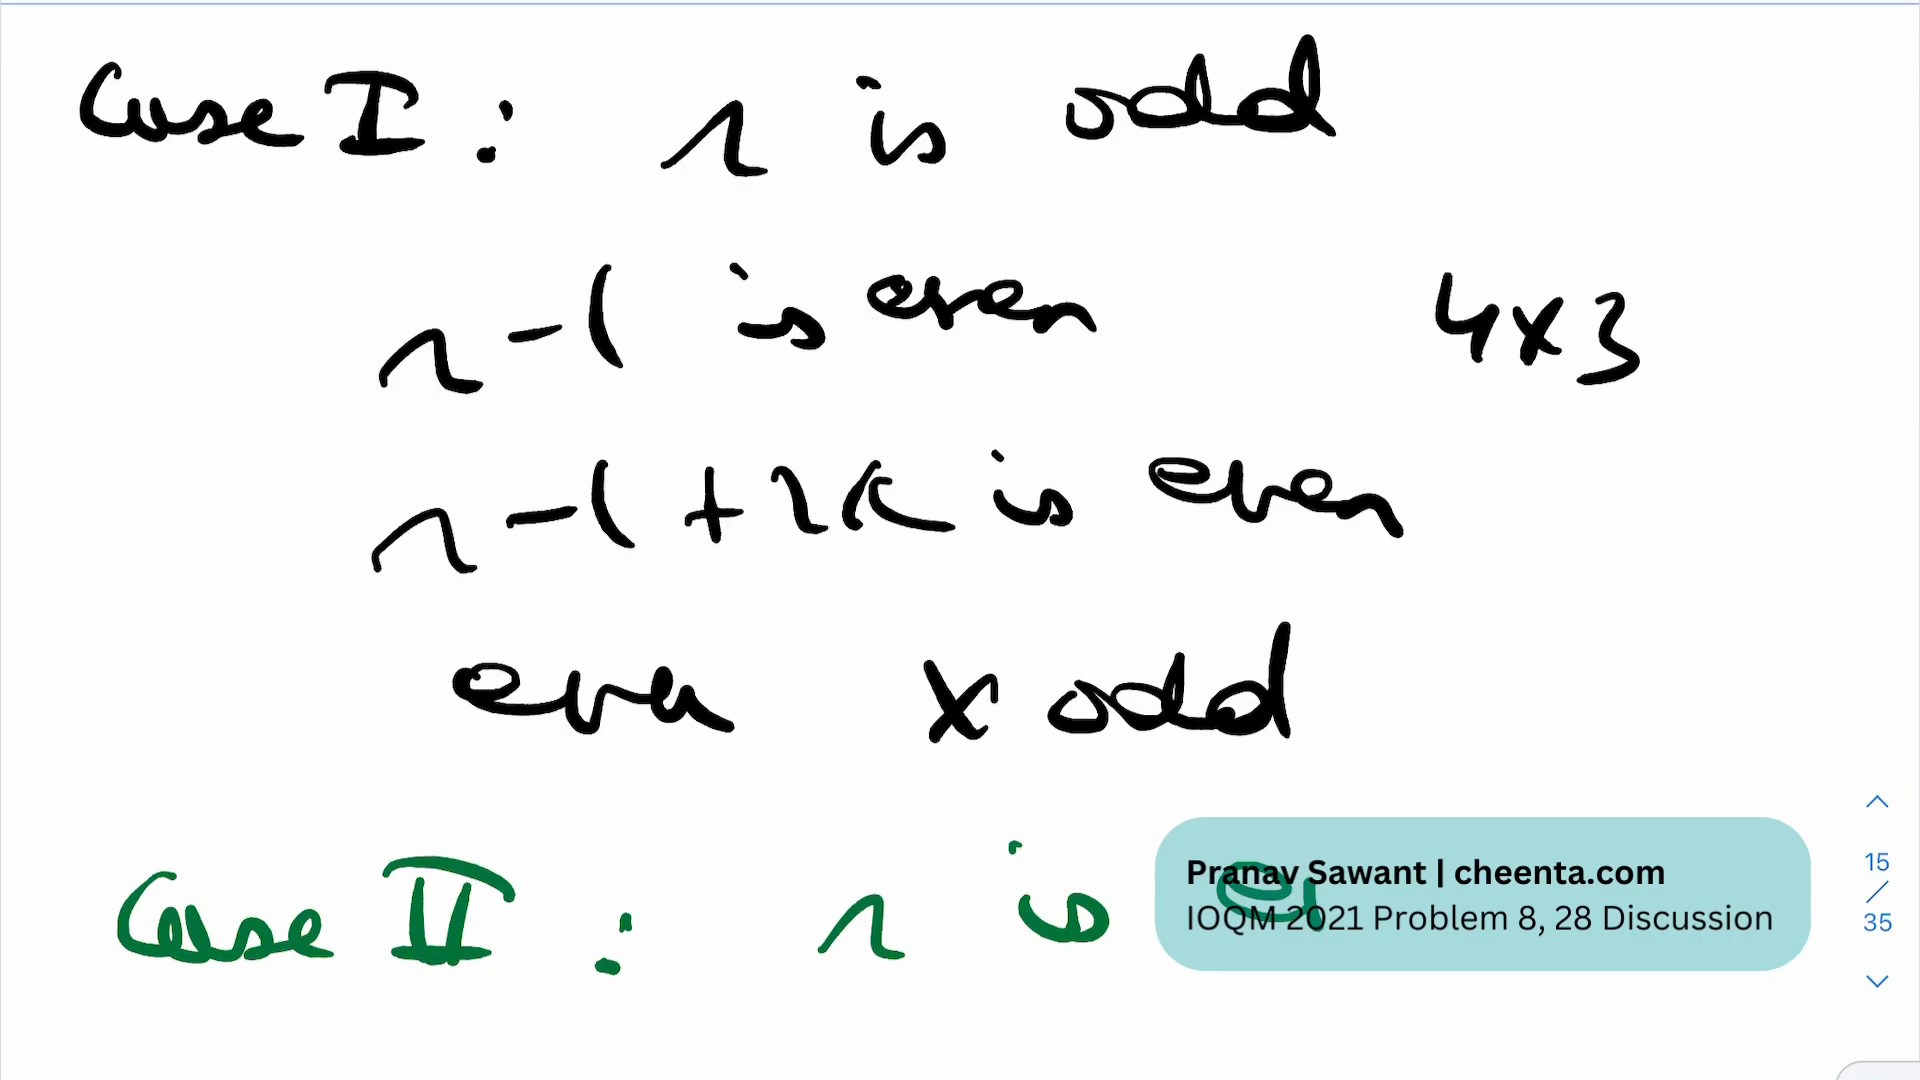 Case I : n is odd
n-1 is even 4x3
n-1+2k is even
even x odd
Case II : n is e
Pranav Sawant | cheenta.com
IOQM 2021 Problem 8, 28 Discussion
15
/
35